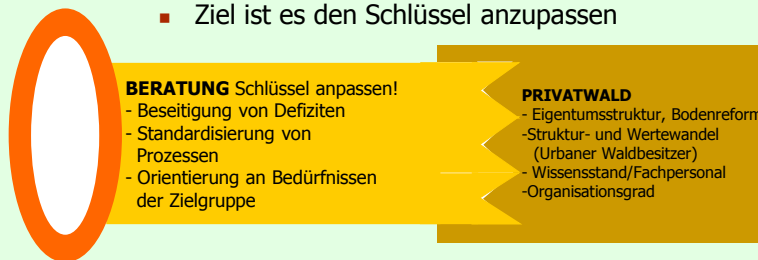 ▪ Ziel ist es den Schlüssel anzupassen
BERATUNG Schlüssel anpassen!
- Beseitigung von Defiziten
- Standardisierung von
Prozessen
- Orientierung an Bedürfnissen
der Zielgruppe
PRIVATWALD
- Eigentumsstruktur, Bodenreform
-Struktur- und Wertewandel
(Urbaner Waldbesitzer)
- Wissensstand/Fachpersonal
-Organisationsgrad